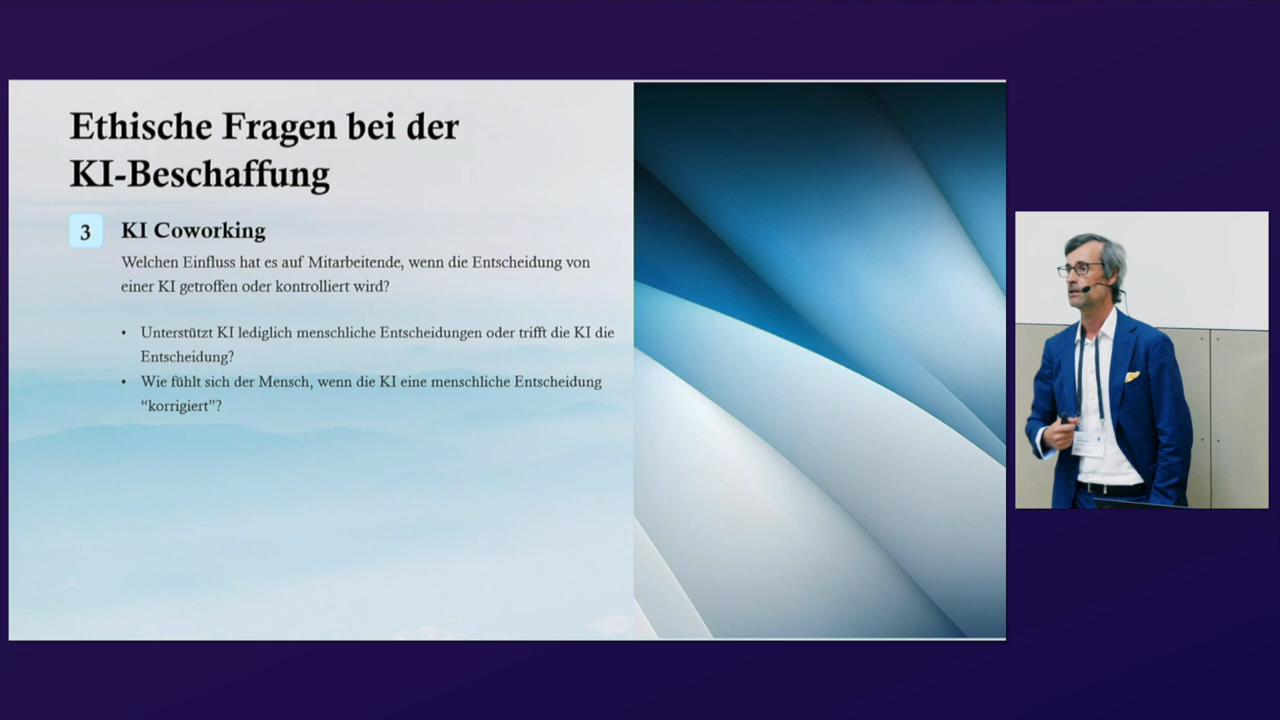 Ethische Fragen bei der
KI-Beschaffung
3 KI Coworking
Welchen Einfluss hat es auf Mitarbeitende, wenn die Entscheidung von
einer KI getroffen oder kontrolliert wird?
• Unterstützt KI lediglich menschliche Entscheidungen oder trifft die KI die
Entscheidung?
• Wie fühlt sich der Mensch, wenn die KI eine menschliche Entscheidung
“korrigiert”?